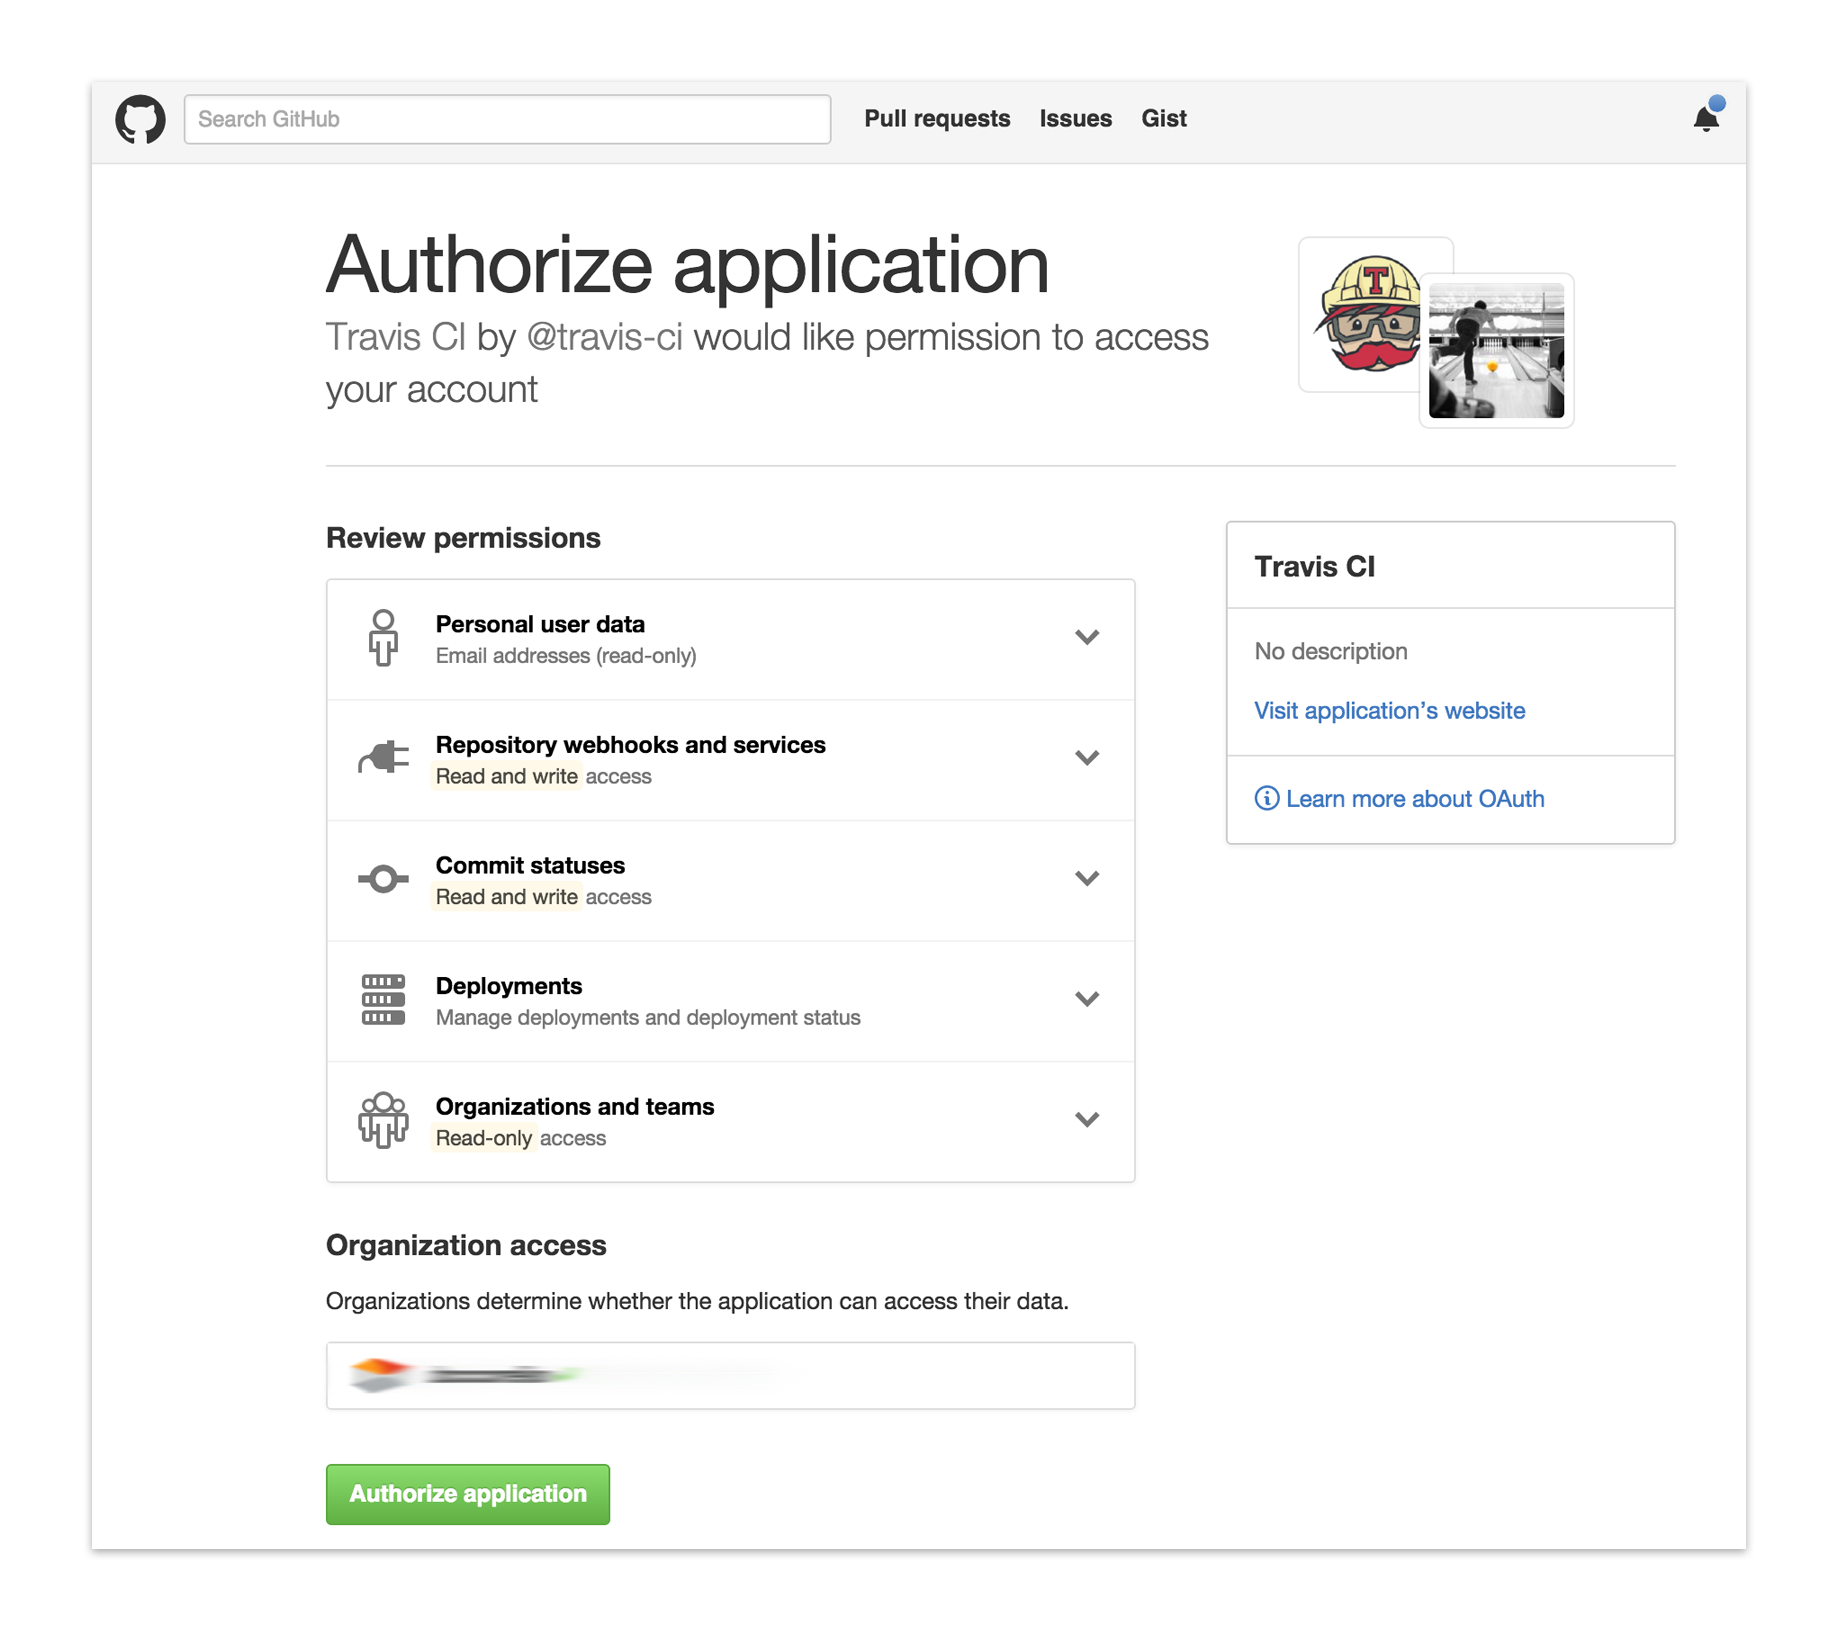 Search GitHub
Pull requests Issues Gist
Authorize application
Travis CI by @travis-ci would like permission to access
your account
T
Review permissions
Personal user data
Email addresses (read-only)
Repository webhooks and services
Read and write access
Commit statuses
Read and write access
Deployments
Manage deployments and deployment status
Organizations and teams
Read-only access
Travis CI
No description
Visit application’s website
Learn more about OAuth
Organization access
Organizations determine whether the application can access their data.
Authorize application